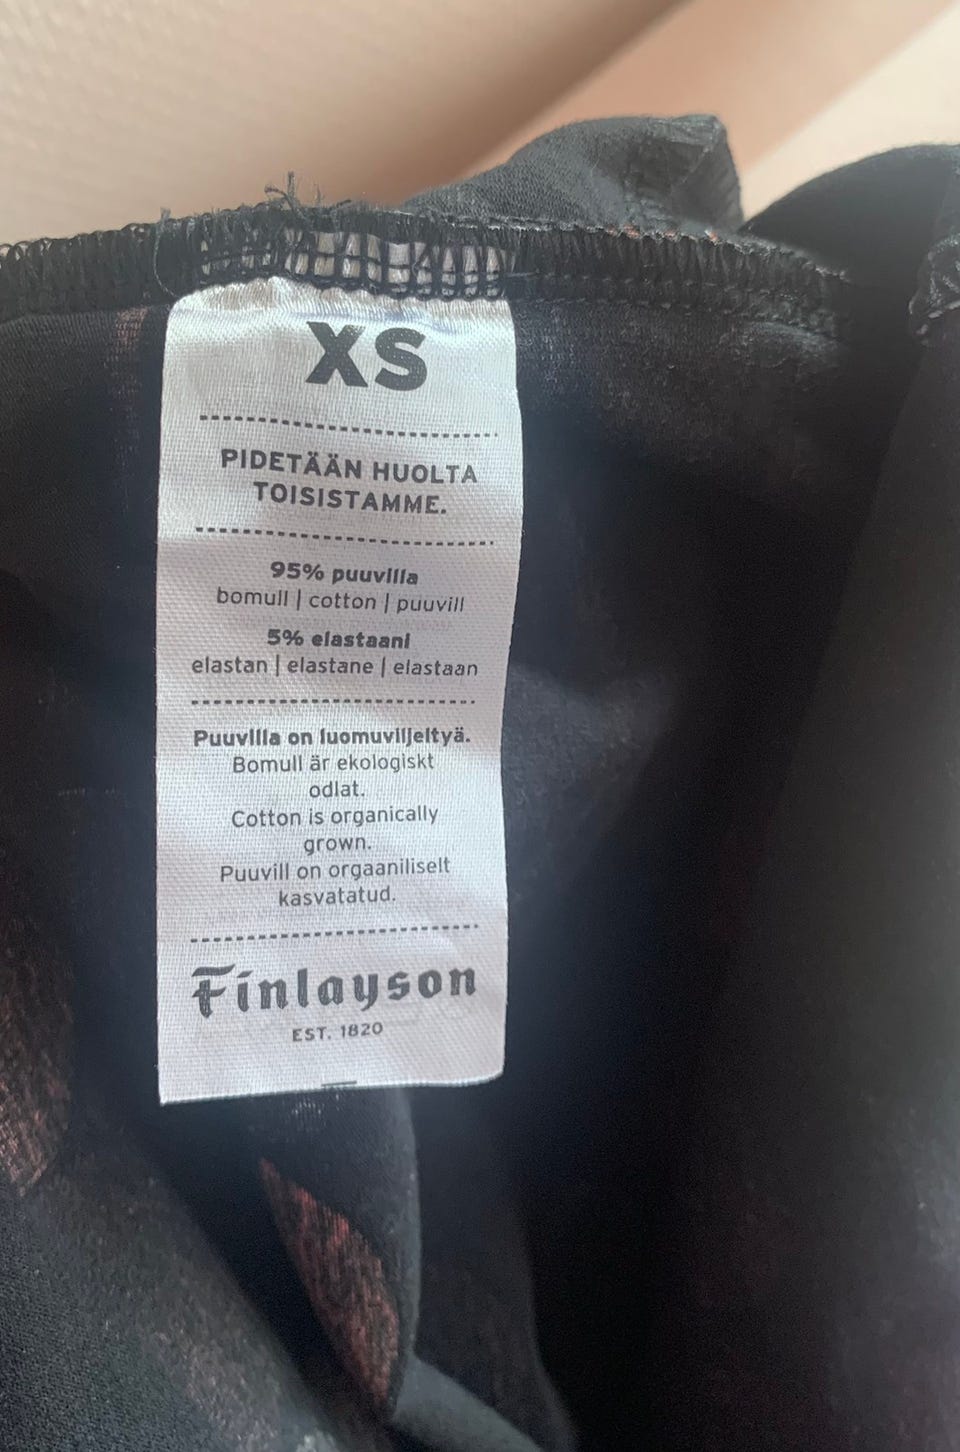 XS
PIDETÄÄN HUOLTA
TOISISTAMME.
95% puuvilla
bomull | cotton | puuvill
5% elastaani
elastan | elastane | elastaan
Puuvilla on luomuviljeltyä.
Bomull är ekologiskt
odlat.
Cotton is organically
grown.
Puuvill on orgaaniliselt
kasvatatud.
Finlayson
EST. 1820